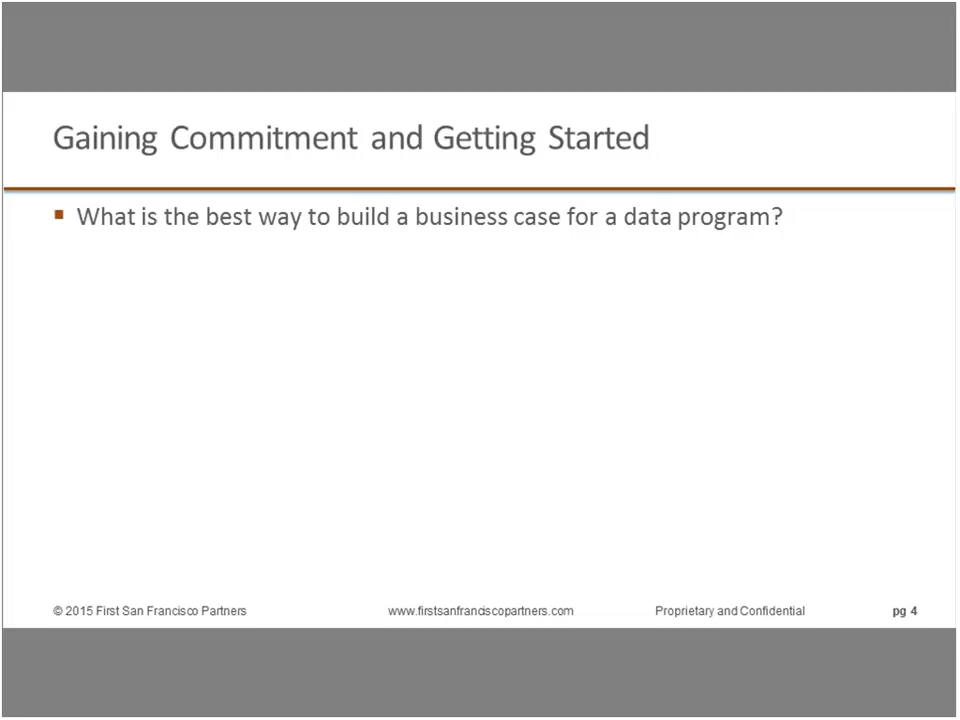 Gaining Commitment and Getting Started
▪ What is the best way to build a business case for a data program?
© 2015 First San Francisco Partners www.firstsanfranciscopartners.com Proprietary and Confidential pg 4